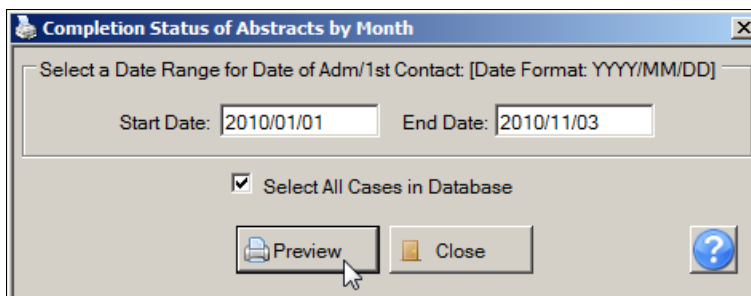 Completion Status of Abstracts by Month
Select a Date Range for Date of Adm/1st Contact: [Date Format: YYYY/MM/DD]
Start Date: 2010/01/01 End Date: 2010/11/03
Select All Cases in Database
Preview Close